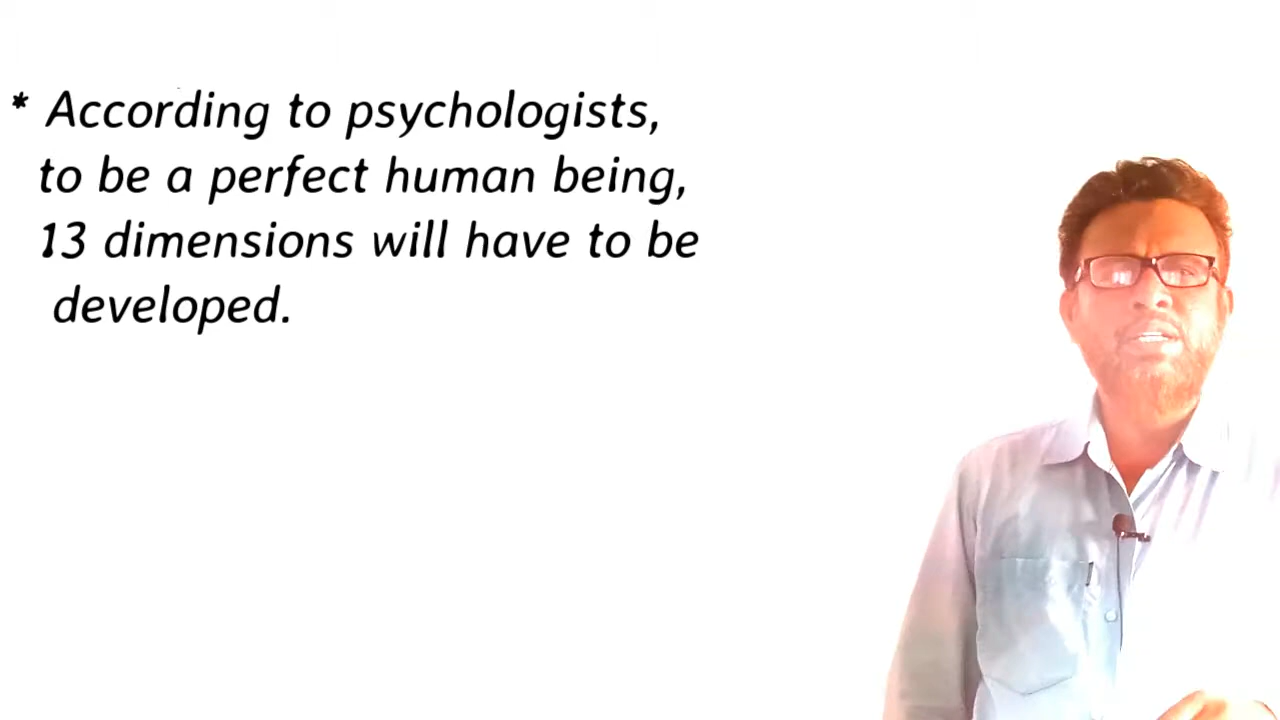 * According to psychologists,
to be a perfect human being,
13 dimensions will have to be
developed.